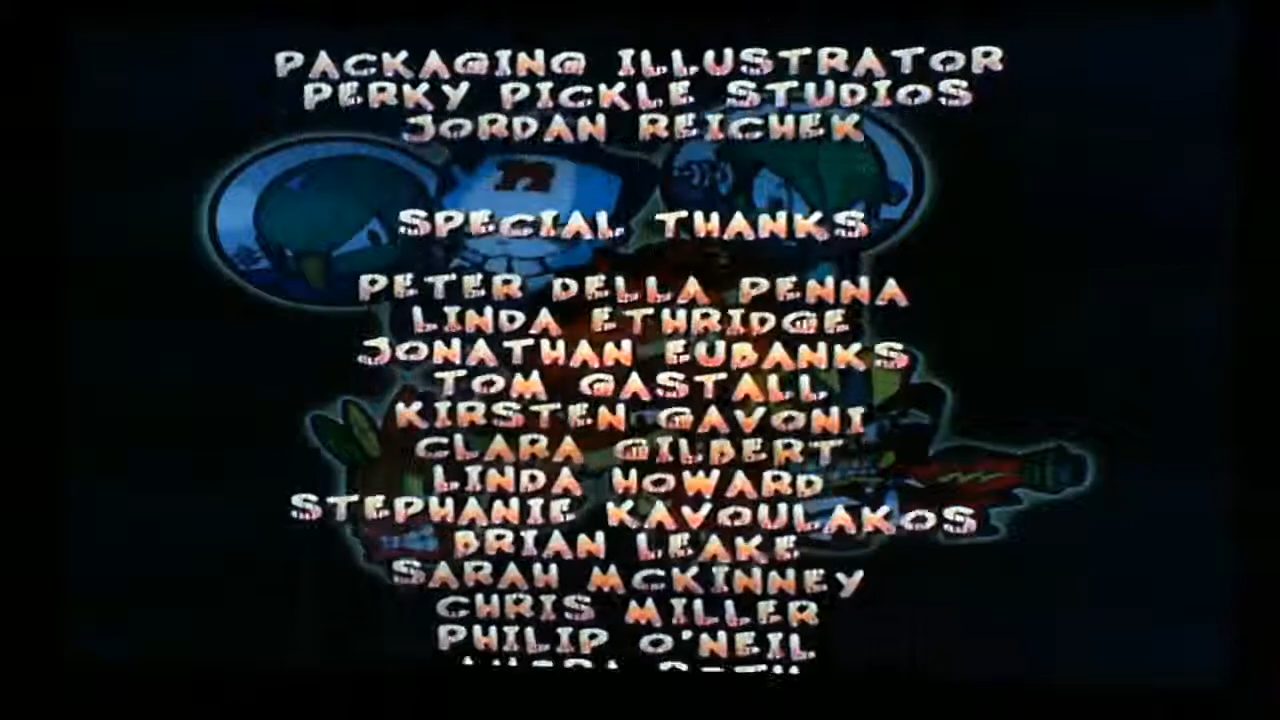 PACKAGING ILLUSTRATOR
PERKY PICKLE STUDIOS
JORDAN REICHEK
SPECIAL THANKS
PETER DELLA PENNA
LINDA ETHRIDGE
JONATHAN EUBANKS
TOM GASTALL
KIRSTEN GAVONI
CLARA GILBERT
LINDA HOWARD
STEPHANIE KAVOULAKOS
BRIAN LEAKE
SARAH MCKINNEY
CHRIS MILLER
PHILIP O'NEIL